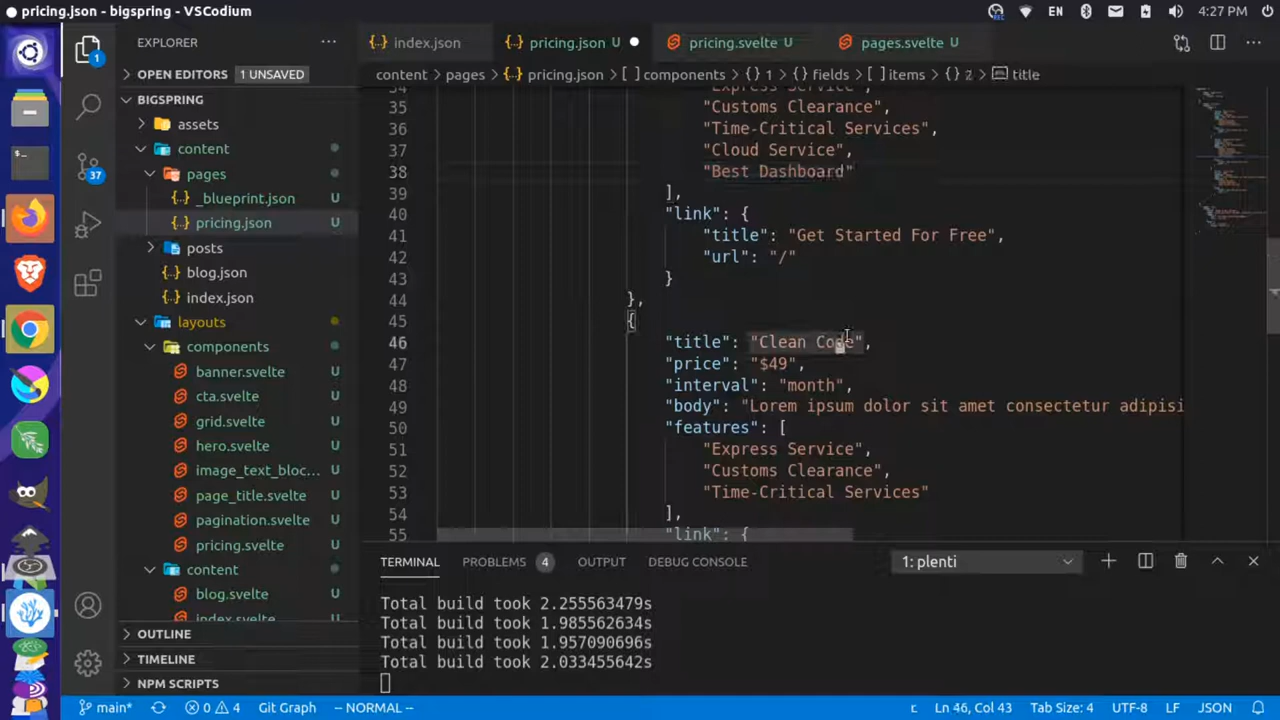 pricing.json - bigspring - VSCodium
EN
4:27 PM
EXPLORER
index.json
pricing.json U
pricing.svelte U
pages.svelte U
OPEN EDITORS 1 UNSAVED
content > pages > pricing.json > [ ] components > {} 1 > {} fields > [ ] items > {} 2 > title
BIGSPRING
assets
content
pages
_blueprint.json U
pricing.json U
posts
blog.json
index.json
layouts
components
banner.svelte U
cta.svelte U
grid.svelte U
hero.svelte U
image_text_bloc... U
page_title.svelte U
pagination.svelte U
pricing.svelte U
content
blog.svelte U
index.svelte U
OUTLINE
TIMELINE
NPM SCRIPTS
34 "Express Service",
35 "Customs Clearance",
36 "Time-Critical Services",
37 "Cloud Service",
38 "Best Dashboard"
39 ],
40 "link": {
41 "title": "Get Started For Free",
42 "url": "/"
43 }
44 },
45 {
46 "title": "Clean Code",
47 "price": "$49",
48 "interval": "month",
49 "body": "Lorem ipsum dolor sit amet consectetur adipisi
50 "features": [
51 "Express Service",
52 "Customs Clearance",
53 "Time-Critical Services"
54 ],
55 "link": {
TERMINAL PROBLEMS 4 OUTPUT DEBUG CONSOLE 1: plenti
Total build took 2.255563479s
Total build took 1.985562634s
Total build took 1.957090696s
Total build took 2.033455642s
1
37
main* 0 4 Git Graph -- NORMAL -- Ln 46, Col 43 Tab Size: 4 UTF-8 LF JSON